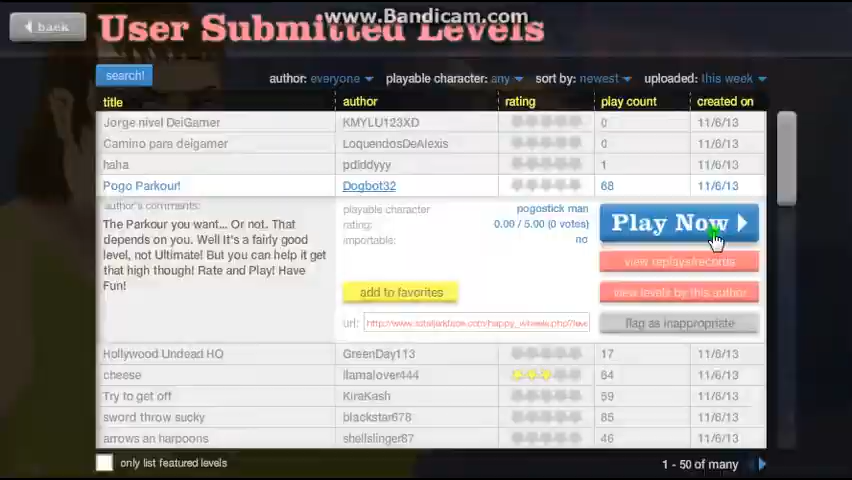 www.Bandicam.com
back
User Submitted Levels
search!
author: everyone playable character: any sort by: newest uploaded: this week
title author rating play count created on
Jorge nivel DeiGamer KMYLU123XD 0 11/6/13
Camino para deigamer LoquendosDeAlexis 0 11/6/13
haha pdiddyyy 1 11/6/13
Pogo Parkour! Dogbot32 68 11/6/13
author's comments:
The Parkour you want... Or not. That
depends on you. Well It's a fairly good
level, not Ultimate! But you can help it get
that high though! Rate and Play! Have
Fun!
playable character pogostick man
rating: 0.00 / 5.00 (0 votes)
importable: no
add to favorites
url: http://www.totaljerkface.com/happy_wheels.php?leve
Play Now
view replays/records
view levels by this author
flag as inappropriate
Hollywood Undead HQ GreenDay113 17 11/6/13
cheese llamalover444 64 11/6/13
Try to get off KiraKash 59 11/6/13
sword throw sucky blackstar678 85 11/6/13
arrows an harpoons shellslinger87 46 11/6/13
only list featured levels
1 - 50 of many